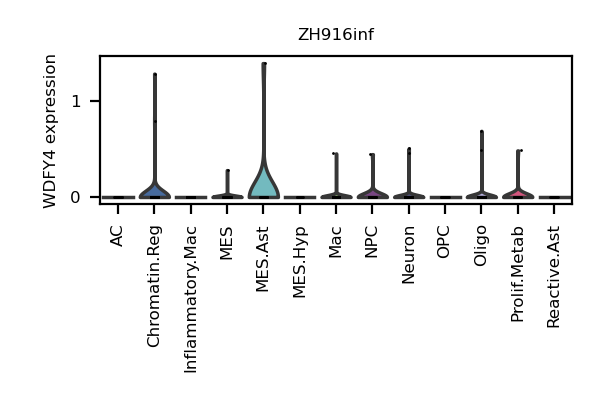 ZH916inf
WDFY4 expression
1
0
AC
Chromatin.Reg
Inflammatory.Mac
MES
MES.Ast
MES.Hyp
Mac
NPC
Neuron
OPC
Oligo
Prolif.Metab
Reactive.Ast